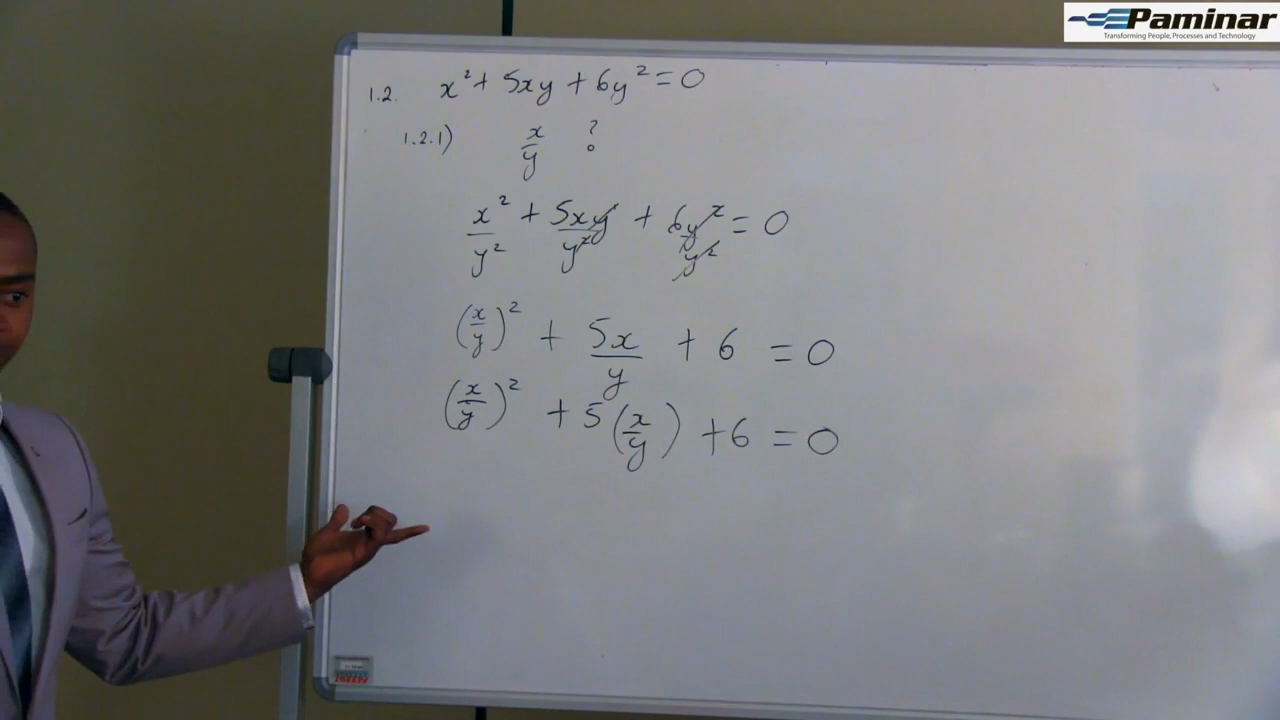 Paminar
Transforming People, Processes and Technology
1.2. x² + 5xy + 6y² = 0
1.2.1) x/y ?
x²/y² + 5xy/y² + 6y²/y² = 0
(x/y)² + 5x/y + 6 = 0
(x/y)² + 5(x/y) + 6 = 0